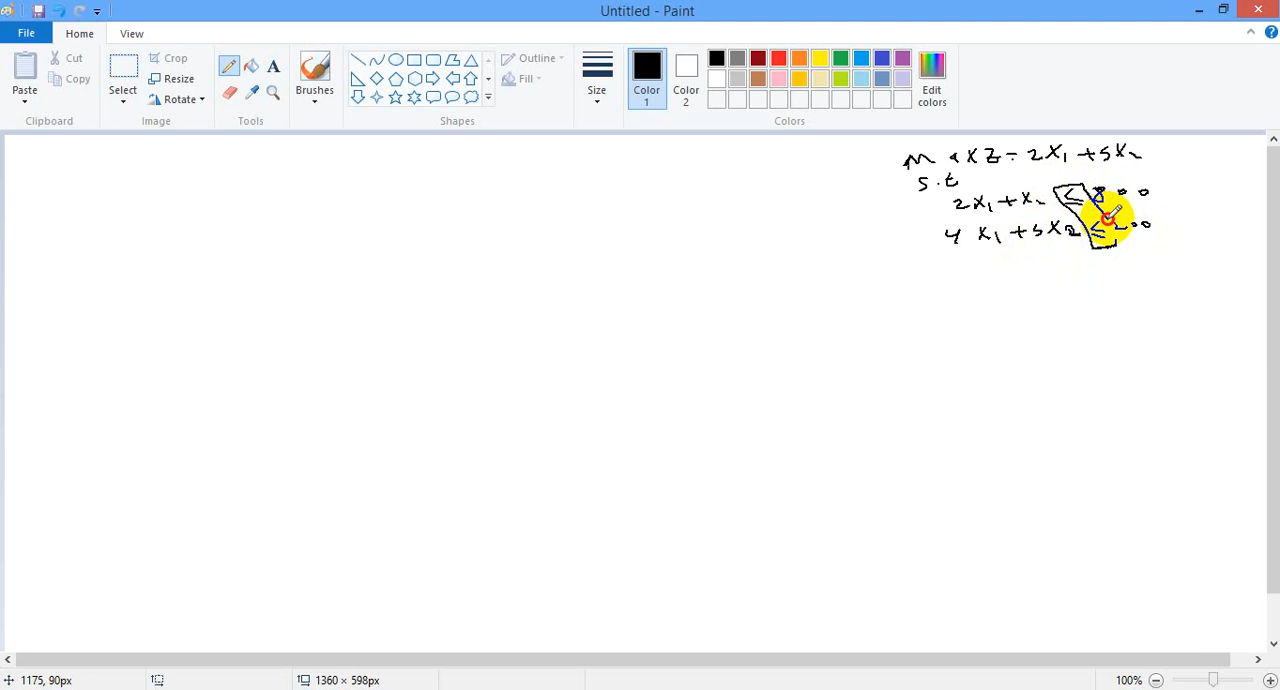 Untitled - Paint
File Home View
Paste Cut Copy Clipboard
Select Crop Resize Rotate Image
Tools
Brushes
Outline Fill Shapes
Size
Color 1 Color 2 Edit colors Colors
Max Z = 2X1 + 5X2
S.t
2X1 + X2 ≤ 800
4 X1 + 5X2 ≤ 200
1175, 90px 1360 × 598px 100%